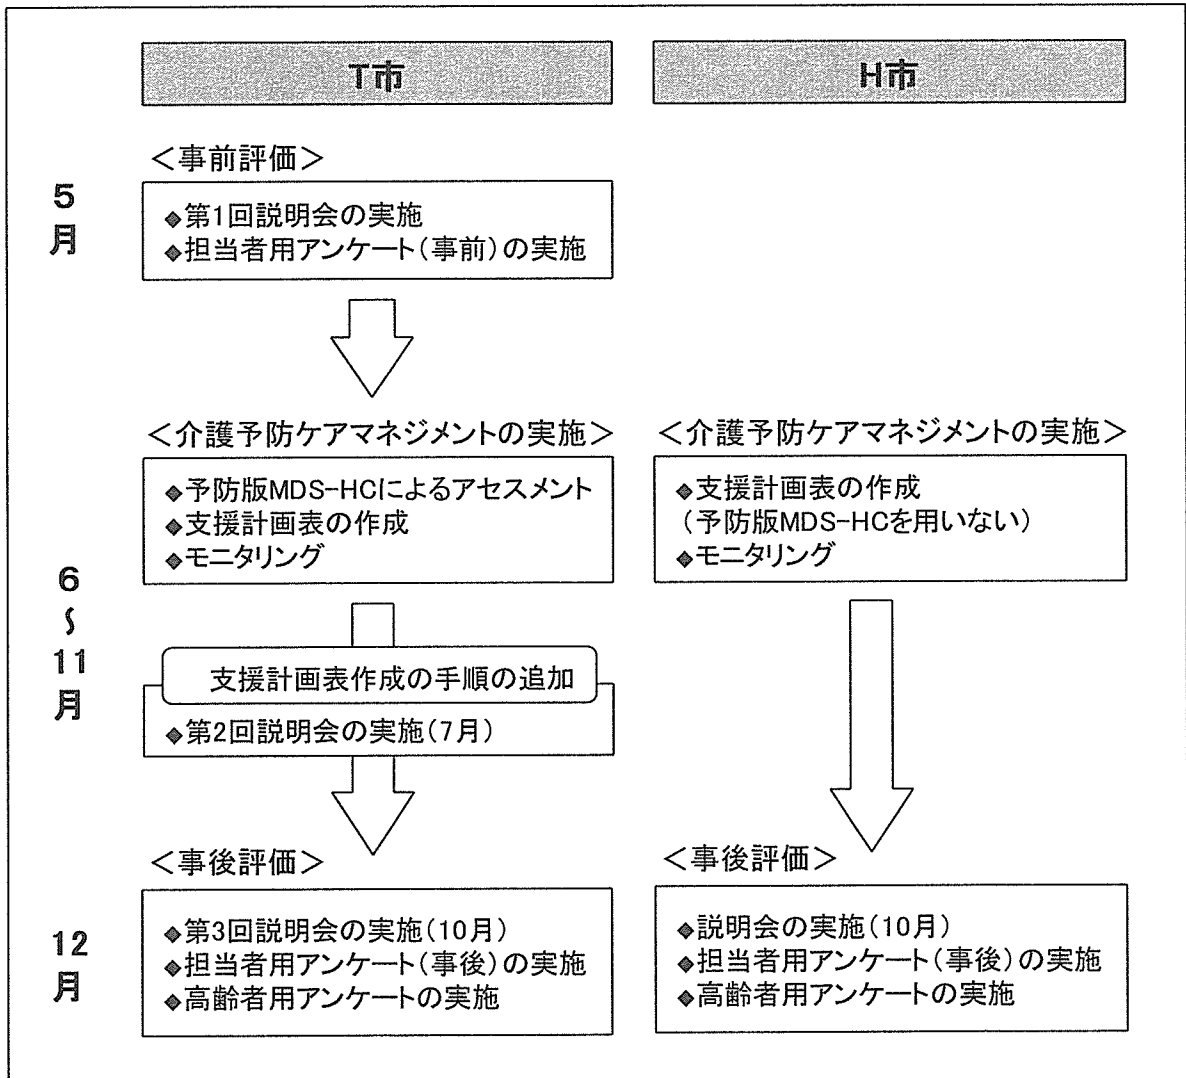 T市
H市
5
月
＜事前評価＞
◆第1回説明会の実施
◆担当者用アンケート(事前)の実施
6
〜
11
月
＜介護予防ケアマネジメントの実施＞
◆予防版MDS-HCによるアセスメント
◆支援計画表の作成
◆モニタリング
＜介護予防ケアマネジメントの実施＞
◆支援計画表の作成
(予防版MDS-HCを用いない)
◆モニタリング
支援計画表作成の手順の追加
◆第2回説明会の実施(7月)
12
月
＜事後評価＞
◆第3回説明会の実施(10月)
◆担当者用アンケート(事後)の実施
◆高齢者用アンケートの実施
＜事後評価＞
◆説明会の実施(10月)
◆担当者用アンケート(事後)の実施
◆高齢者用アンケートの実施